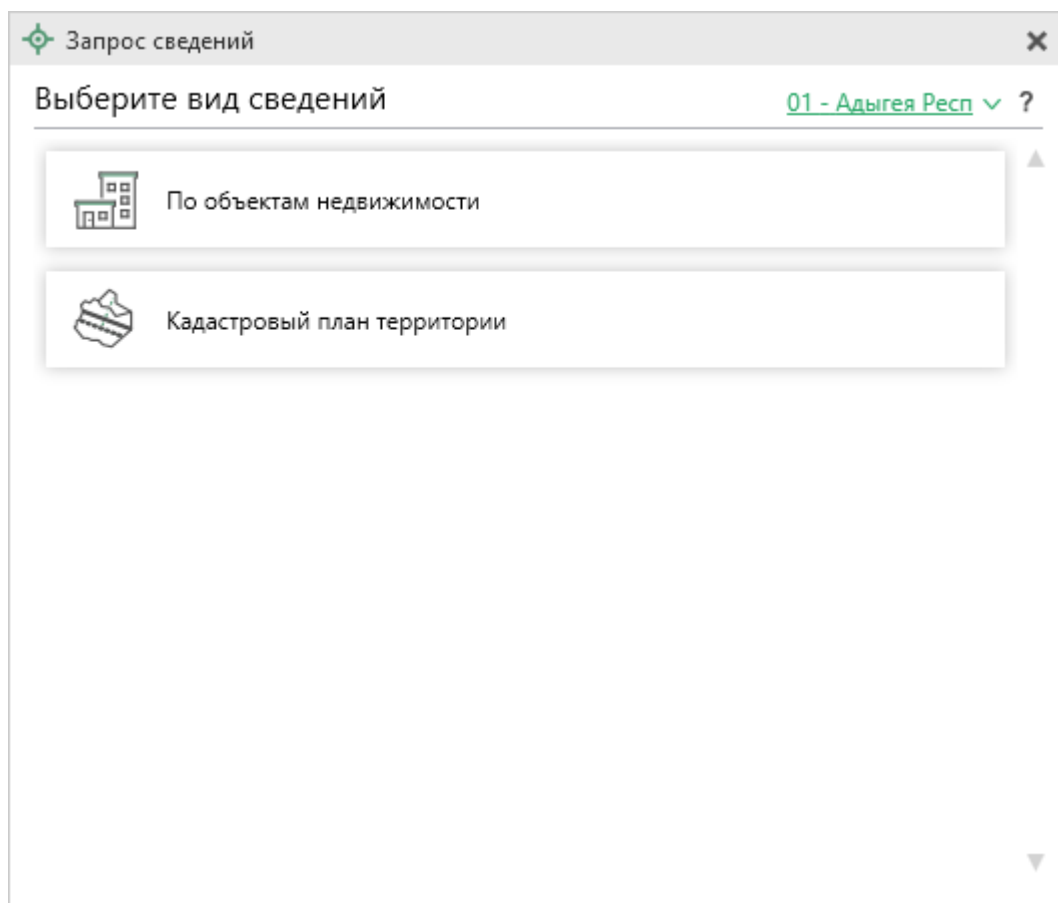 Запрос сведений
Выберите вид сведений
01 - Адыгея Респ ?
По объектам недвижимости
Кадастровый план территории